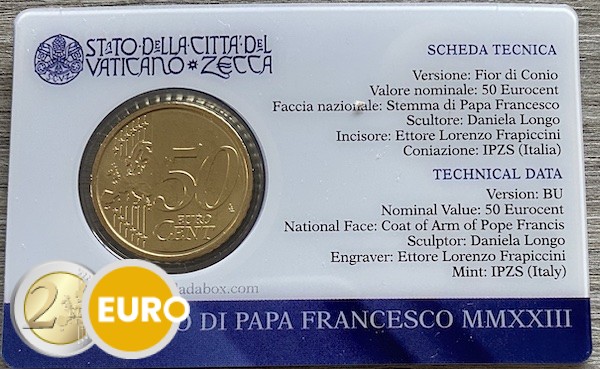 STATO·DELLA·CITTÀ·DEL
VATICANO * ZECCA
SCHEDA TECNICA
Versione: Fior di Conio
Valore nominale: 50 Eurocent
Faccia nazionale: Stemma di Papa Francesco
Scultore: Daniela Longo
Incisore: Ettore Lorenzo Frapiccini
Coniazione: IPZS (Italia)
TECHNICAL DATA
Version: BU
Nominal Value: 50 Eurocent
National Face: Coat of Arm of Pope Francis
Sculptor: Daniela Longo
Engraver: Ettore Lorenzo Frapiccini
Mint: IPZS (Italy)
50
EURO
CENT
adabox.com
2
EURO
O DI PAPA FRANCESCO MMXXIII